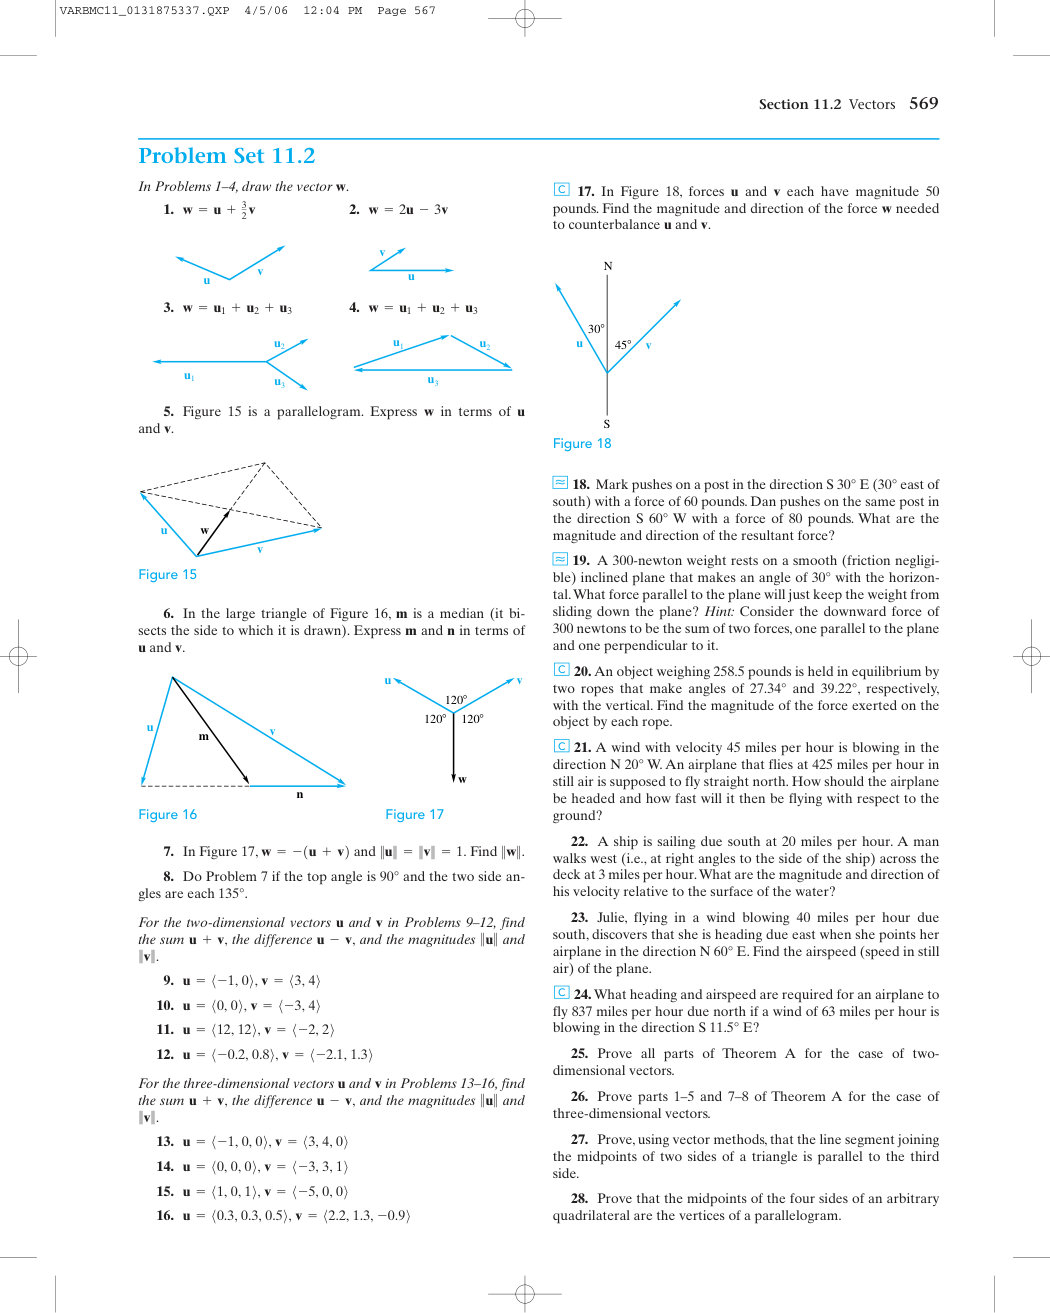 VARBMC11_0131875337.QXP 4/5/06 12:04 PM Page 567
Section 11.2 Vectors 569
Problem Set 11.2
In Problems 1–4, draw the vector w.
1. w = u + 3/2 v
2. w = 2u − 3v
u
v
v
u
3. w = u₁ + u₂ + u₃
4. w = u₁ + u₂ + u₃
u₂
u₁
u₃
u₁
u₂
u₃
5. Figure 15 is a parallelogram. Express w in terms of u
and v.
u
w
v
Figure 15
6. In the large triangle of Figure 16, m is a median (it bi-
sects the side to which it is drawn). Express m and n in terms of
u and v.
u
m
v
n
Figure 16
u
v
120°
120°
120°
w
Figure 17
7. In Figure 17, w = −(u + v) and ‖u‖ = ‖v‖ = 1. Find ‖w‖.
8. Do Problem 7 if the top angle is 90° and the two side an-
gles are each 135°.
For the two-dimensional vectors u and v in Problems 9–12, find
the sum u + v, the difference u − v, and the magnitudes ‖u‖ and
‖v‖.
9. u = ⟨−1, 0⟩, v = ⟨3, 4⟩
10. u = ⟨0, 0⟩, v = ⟨−3, 4⟩
11. u = ⟨12, 12⟩, v = ⟨−2, 2⟩
12. u = ⟨−0.2, 0.8⟩, v = ⟨−2.1, 1.3⟩
For the three-dimensional vectors u and v in Problems 13–16, find
the sum u + v, the difference u − v, and the magnitudes ‖u‖ and
‖v‖.
13. u = ⟨−1, 0, 0⟩, v = ⟨3, 4, 0⟩
14. u = ⟨0, 0, 0⟩, v = ⟨−3, 3, 1⟩
15. u = ⟨1, 0, 1⟩, v = ⟨−5, 0, 0⟩
16. u = ⟨0.3, 0.3, 0.5⟩, v = ⟨2.2, 1.3, −0.9⟩
C 17. In Figure 18, forces u and v each have magnitude 50
pounds. Find the magnitude and direction of the force w needed
to counterbalance u and v.
N
30°
u
45°
v
S
Figure 18
≈ 18. Mark pushes on a post in the direction S 30° E (30° east of
south) with a force of 60 pounds. Dan pushes on the same post in
the direction S 60° W with a force of 80 pounds. What are the
magnitude and direction of the resultant force?
≈ 19. A 300-newton weight rests on a smooth (friction negligi-
ble) inclined plane that makes an angle of 30° with the horizon-
tal. What force parallel to the plane will just keep the weight from
sliding down the plane? Hint: Consider the downward force of
300 newtons to be the sum of two forces, one parallel to the plane
and one perpendicular to it.
C 20. An object weighing 258.5 pounds is held in equilibrium by
two ropes that make angles of 27.34° and 39.22°, respectively,
with the vertical. Find the magnitude of the force exerted on the
object by each rope.
C 21. A wind with velocity 45 miles per hour is blowing in the
direction N 20° W. An airplane that flies at 425 miles per hour in
still air is supposed to fly straight north. How should the airplane
be headed and how fast will it then be flying with respect to the
ground?
22. A ship is sailing due south at 20 miles per hour. A man
walks west (i.e., at right angles to the side of the ship) across the
deck at 3 miles per hour. What are the magnitude and direction of
his velocity relative to the surface of the water?
23. Julie, flying in a wind blowing 40 miles per hour due
south, discovers that she is heading due east when she points her
airplane in the direction N 60° E. Find the airspeed (speed in still
air) of the plane.
C 24. What heading and airspeed are required for an airplane to
fly 837 miles per hour due north if a wind of 63 miles per hour is
blowing in the direction S 11.5° E?
25. Prove all parts of Theorem A for the case of two-
dimensional vectors.
26. Prove parts 1–5 and 7–8 of Theorem A for the case of
three-dimensional vectors.
27. Prove, using vector methods, that the line segment joining
the midpoints of two sides of a triangle is parallel to the third
side.
28. Prove that the midpoints of the four sides of an arbitrary
quadrilateral are the vertices of a parallelogram.